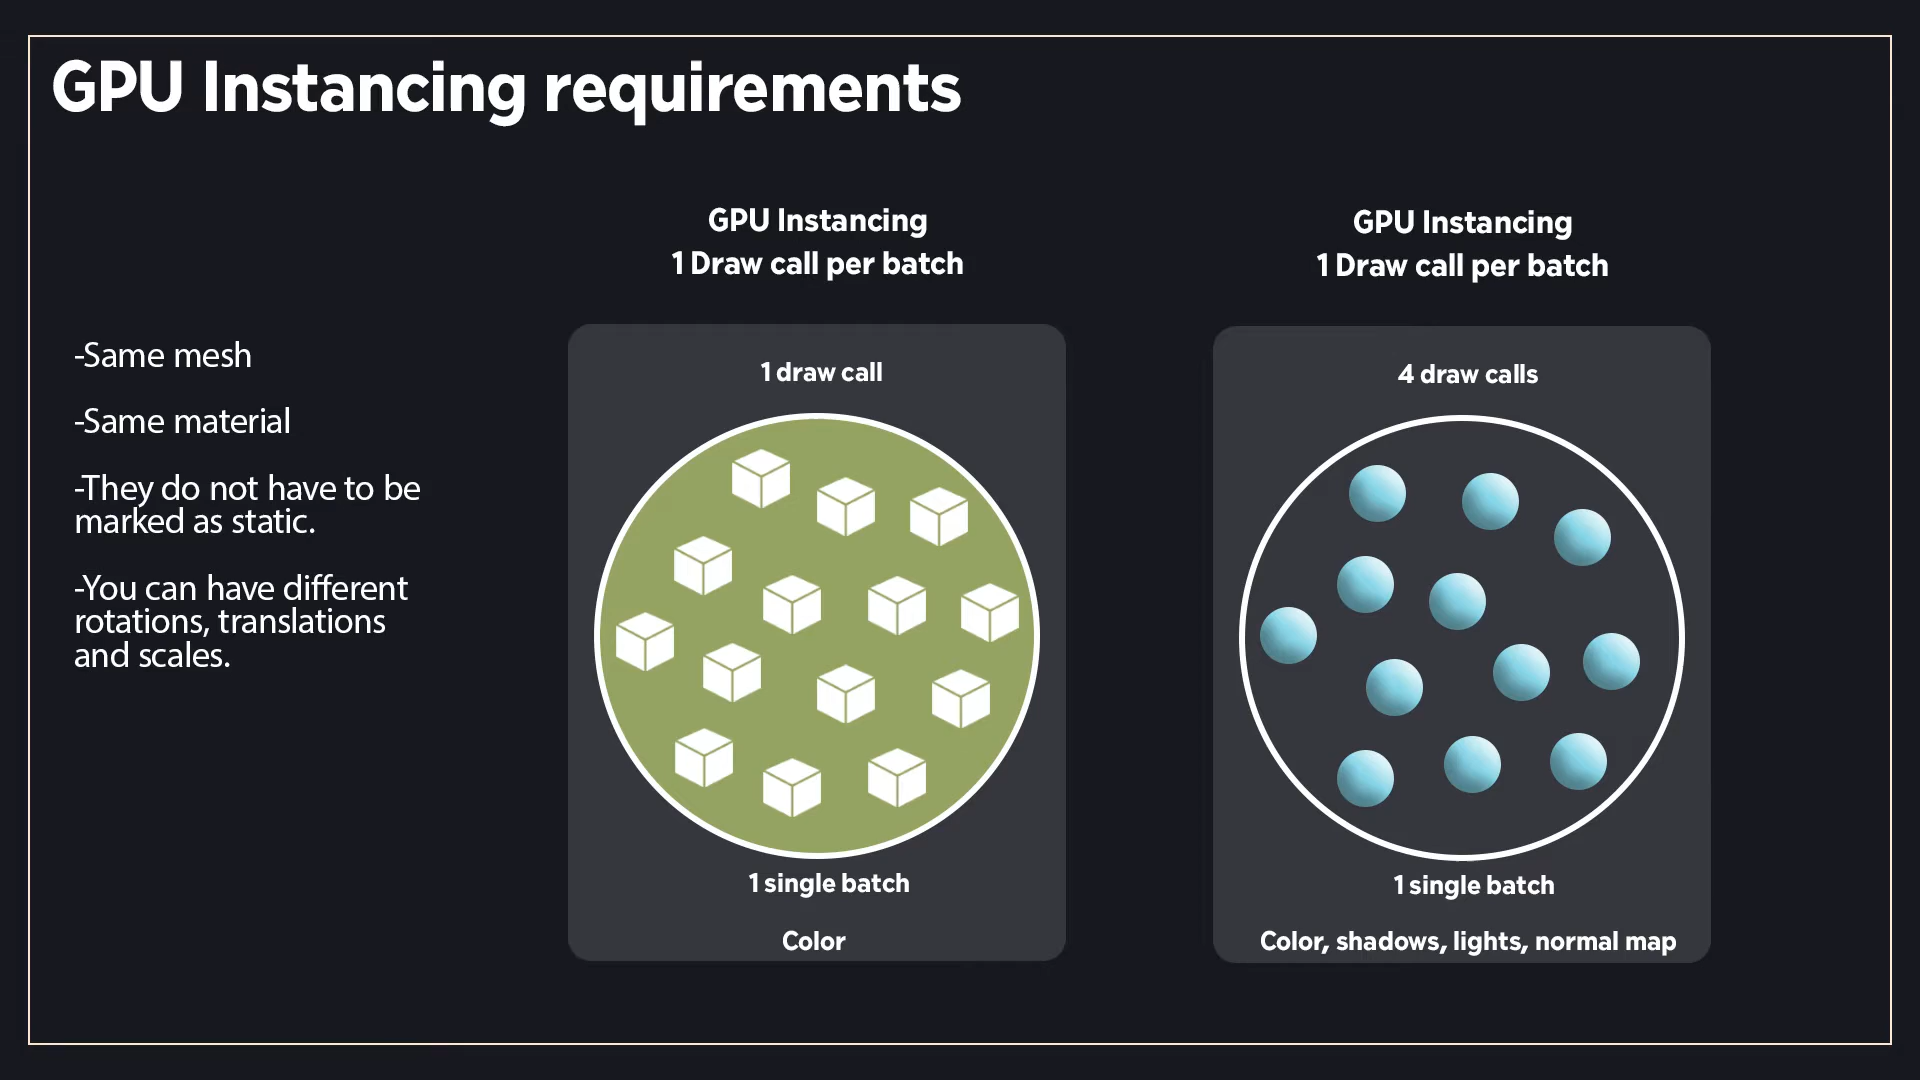 GPU Instancing requirements
-Same mesh
-Same material
-They do not have to be
marked as static.
-You can have different
rotations, translations
and scales.
GPU Instancing
1 Draw call per batch
1 draw call
1 single batch
Color
GPU Instancing
1 Draw call per batch
4 draw calls
1 single batch
Color, shadows, lights, normal map